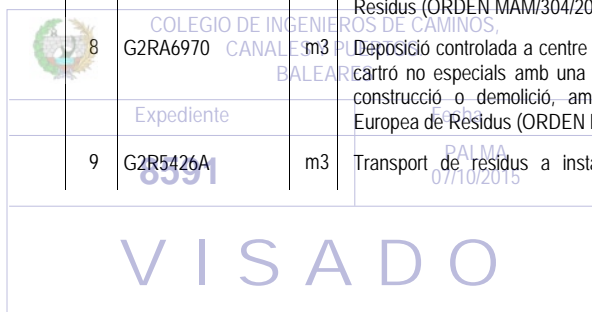 Residus (ORDEN MAM/304/20
COLEGIO DE INGENIEROS DE CAMINOS,
CANALES Y PUERTOS
BALEARES
8 G2RA6970 m3 Deposició controlada a centre
cartró no especials amb una
construcció o demolició, am
Europea de Residus (ORDEN
Expediente Fecha
9 G2R5426A m3 Transport de residus a insta
8591 PALMA
07/10/2015
VISADO